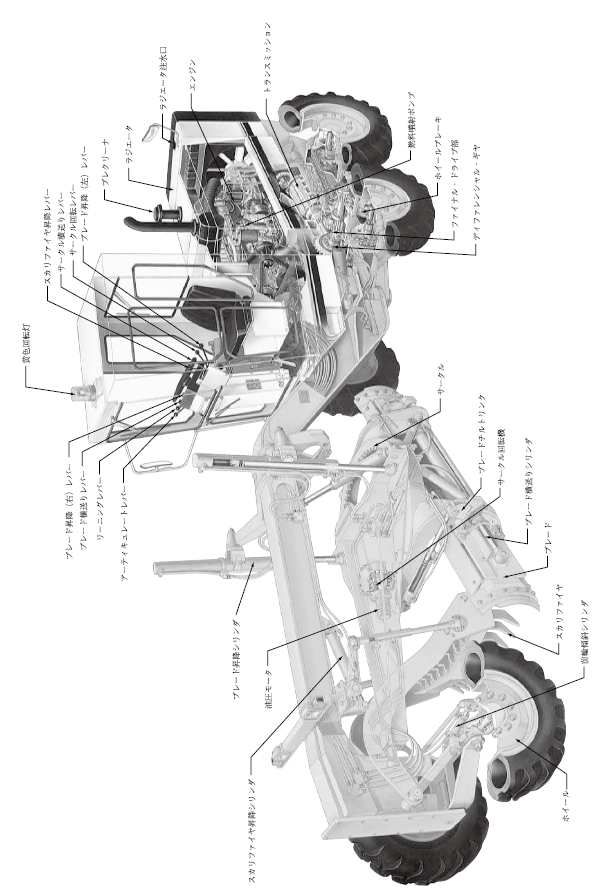 黄色回転灯
スカリファイヤ昇降レバー
サークル横送りレバー
サークル回転レバー
ブレード昇降（左）レバー
プレクリーナ
ラジエータ
ラジエータ注水口
エンジン
トランスミッション
燃料噴射ポンプ
ホイールブレーキ
ファイナル・ドライブ部
ディファレンシャル・ギヤ
ブレード昇降（右）レバー
ブレード横送りレバー
リーニングレバー
アーティキュレートレバー
サークル
ブレードチルトリンク
サークル回転機
ブレード横送りシリンダ
ブレード
スカリファイヤ
前輪傾斜シリンダ
ホイール
ブレード昇降シリンダ
油圧モータ
スカリファイヤ昇降シリンダ